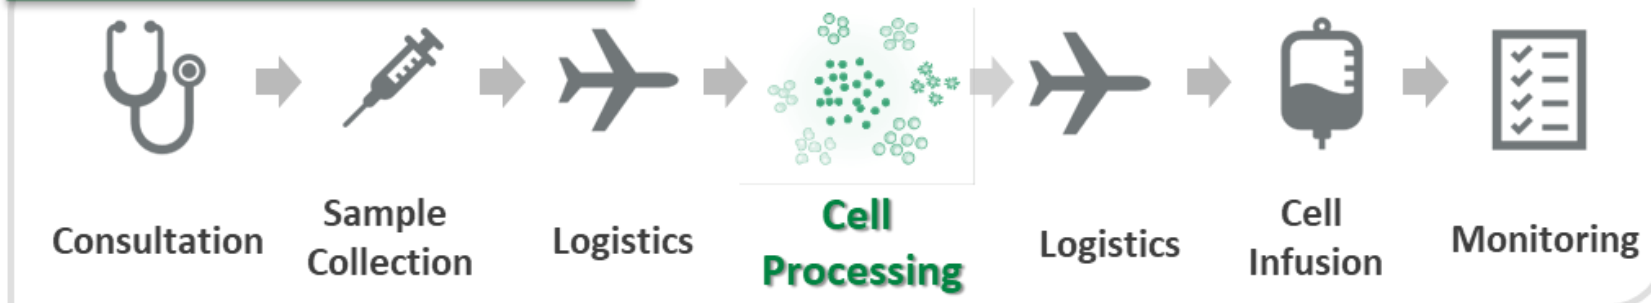 Consultation
Sample
Collection
Logistics
Cell
Processing
Logistics
Cell
Infusion
Monitoring